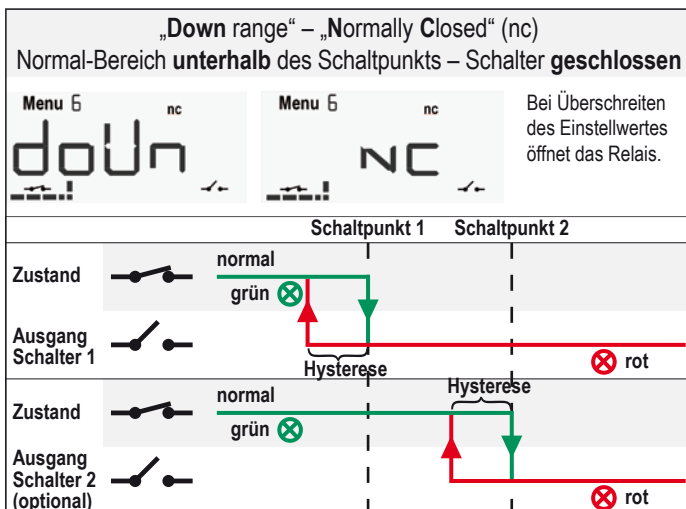 „Down range“ – „Normally Closed“ (nc)
Normal-Bereich unterhalb des Schaltpunkts – Schalter geschlossen
Menu 6 nc
doUn
Menu 6 nc
NC
Bei Überschreiten
des Einstellwertes
öffnet das Relais.
Schaltpunkt 1 Schaltpunkt 2
Zustand
normal
grün
Ausgang
Schalter 1
Hysterese
rot
Zustand
normal
grün
Hysterese
Ausgang
Schalter 2
(optional)
rot